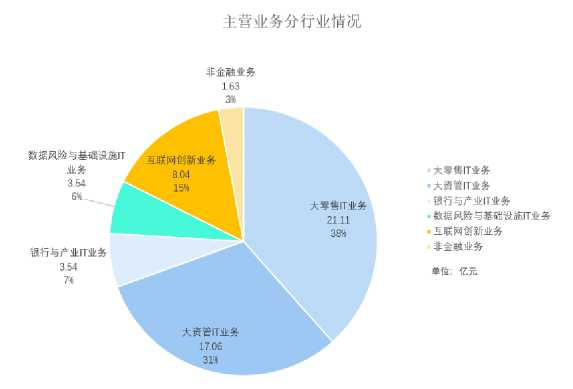 主营业务分行业情况
非金融业务
1.63
3%
数据风险与基础设施IT
业务
3.54
6%
互联网创新业务
8.04
15%
大零售IT业务
21.11
38%
银行与产业IT业务
3.54
7%
大资管IT业务
17.06
31%
大零售IT业务
大资管IT业务
银行与产业IT业务
数据风险与基础设施IT业务
互联网创新业务
非金融业务
单位：亿元